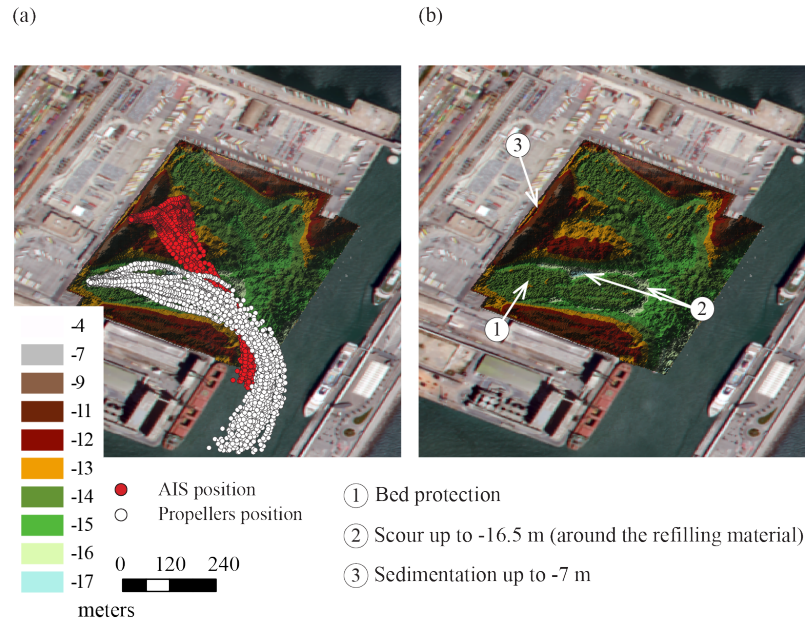 (a)
(b)
3
2
1
-4
-7
-9
-11
-12
-13
-14
-15
-16
-17
meters
AIS position
Propellers position
0 120 240
1 Bed protection
2 Scour up to -16.5 m (around the refilling material)
3 Sedimentation up to -7 m